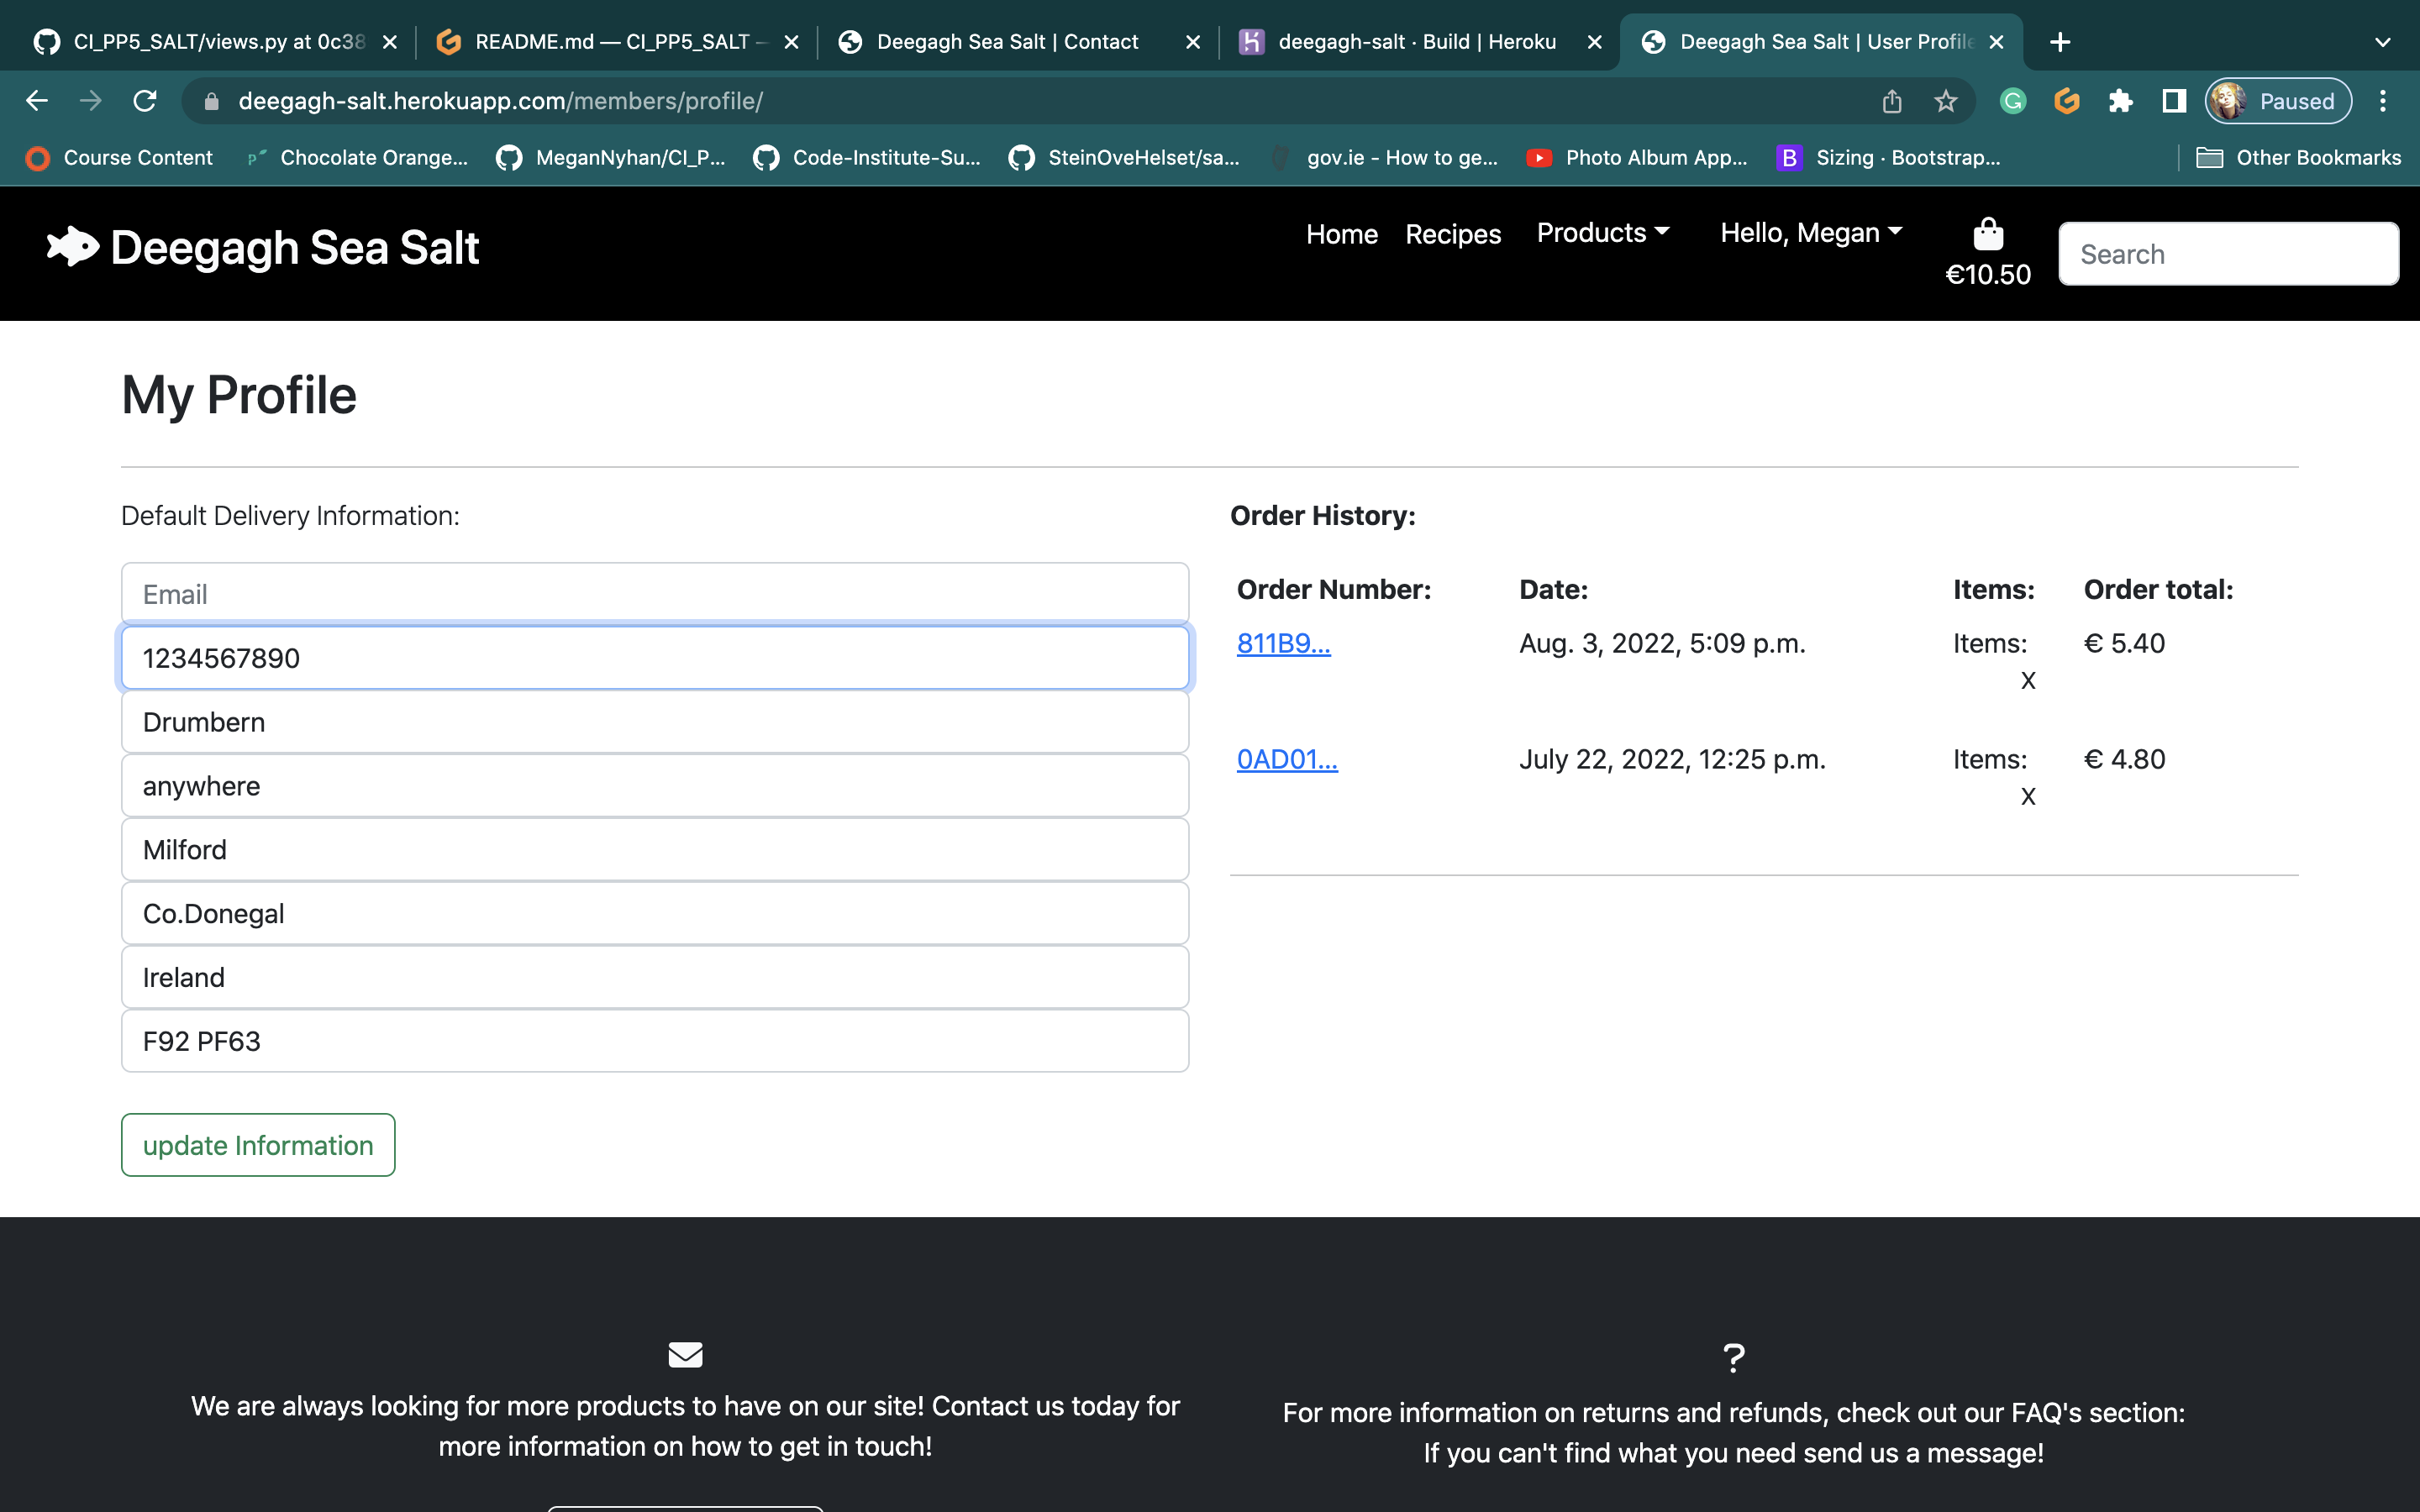 CI_PP5_SALT/views.py at 0c38
README.md — CI_PP5_SALT –
Deegagh Sea Salt | Contact
deegagh-salt · Build | Heroku
Deegagh Sea Salt | User Profile
deegagh-salt.herokuapp.com/members/profile/
Paused
Course Content
Chocolate Orange...
MeganNyhan/CI_P...
Code-Institute-Su...
SteinOveHelset/sa...
gov.ie - How to ge...
Photo Album App...
B
Sizing · Bootstrap...
Other Bookmarks
Deegagh Sea Salt
Home
Recipes
Products
Hello, Megan
€10.50
Search
My Profile
Default Delivery Information:
Email
1234567890
Drumbern
anywhere
Milford
Co.Donegal
Ireland
F92 PF63
update Information
Order History:
Order Number: Date: Items: Order total:
811B9... Aug. 3, 2022, 5:09 p.m. Items: € 5.40
x
0AD01... July 22, 2022, 12:25 p.m. Items: € 4.80
x
We are always looking for more products to have on our site! Contact us today for
more information on how to get in touch!
?
For more information on returns and refunds, check out our FAQ's section:
If you can't find what you need send us a message!